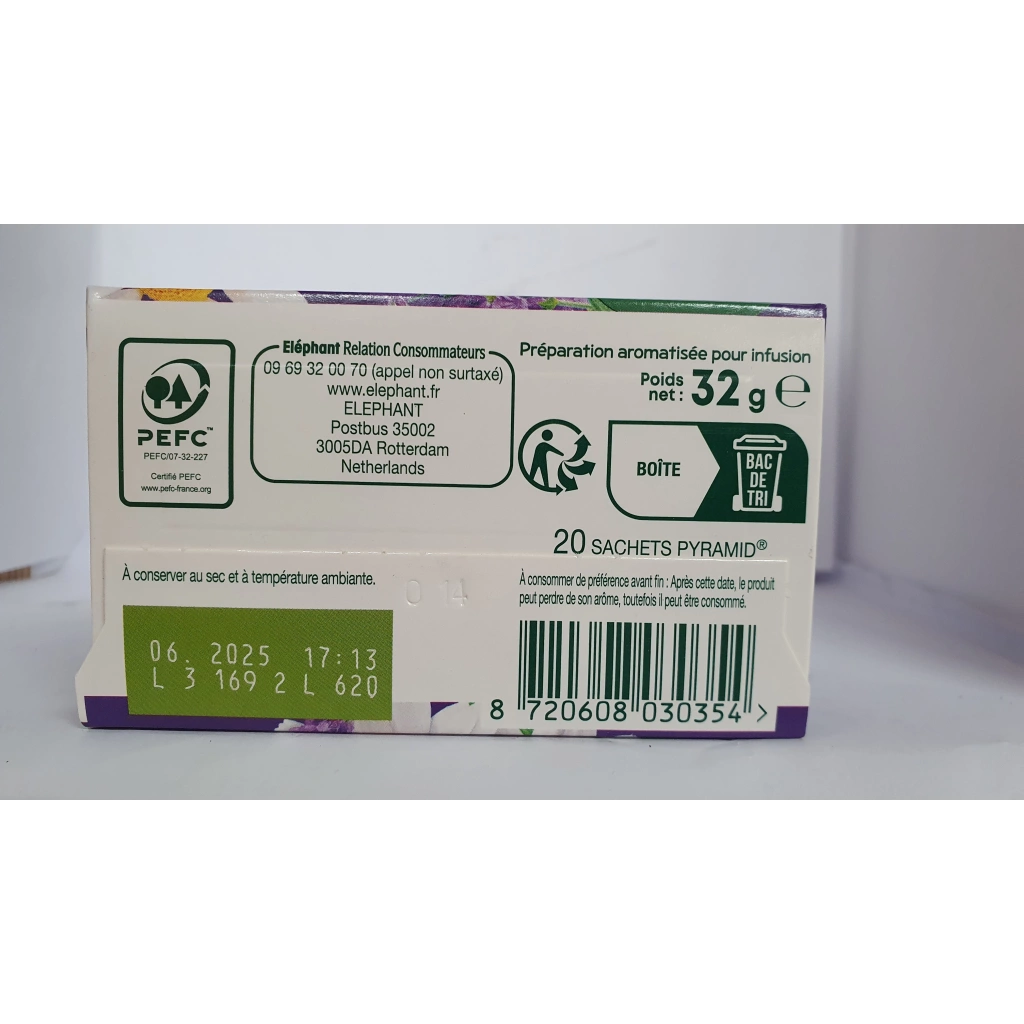 PEFC™
PEFC/07-32-227
Certifié PEFC
www.pefc-france.org
Eléphant Relation Consommateurs
09 69 32 00 70 (appel non surtaxé)
www.elephant.fr
ELEPHANT
Postbus 35002
3005DA Rotterdam
Netherlands
Préparation aromatisée pour infusion
Poids
net : 32 g ℮
BOÎTE
BAC
DE
TRI
20 SACHETS PYRAMID®
À conserver au sec et à température ambiante.
0 14
À consommer de préférence avant fin : Après cette date, le produit
peut perdre de son arôme, toutefois il peut être consommé.
06. 2025 17:13
L 3 169 2 L 620
8 720608 030354 >